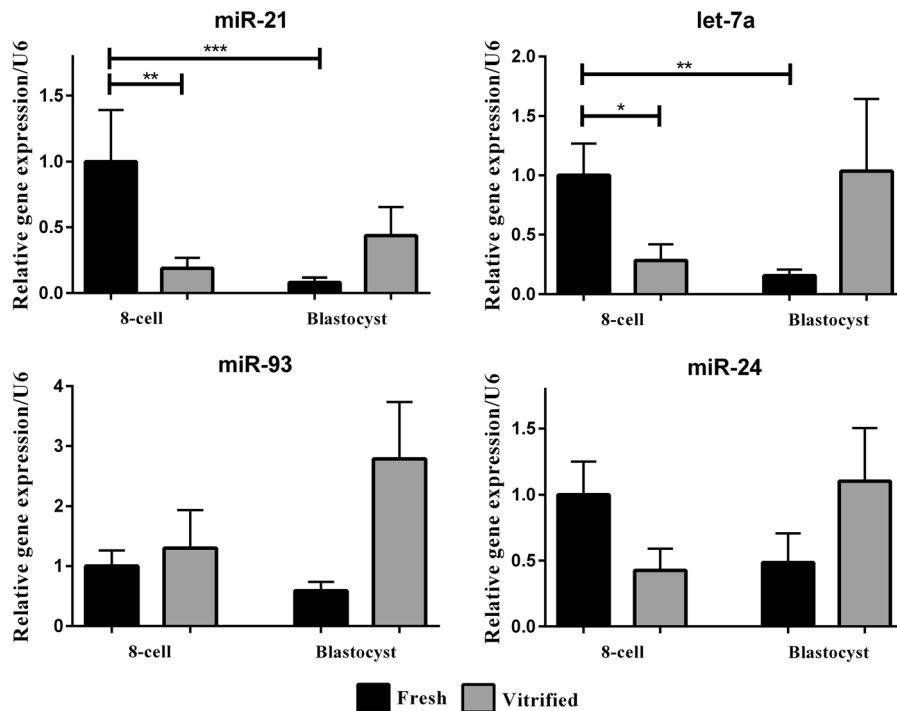 miR-21
Relative gene expression/U6
1.5
1.0
0.5
0.0
***
**
8-cell
Blastocyst
let-7a
Relative gene expression/U6
2.0
1.5
1.0
0.5
0.0
**
*
8-cell
Blastocyst
miR-93
Relative gene expression/U6
4
3
2
1
0
8-cell
Blastocyst
miR-24
Relative gene expression/U6
1.5
1.0
0.5
0.0
8-cell
Blastocyst
Fresh
Vitrified